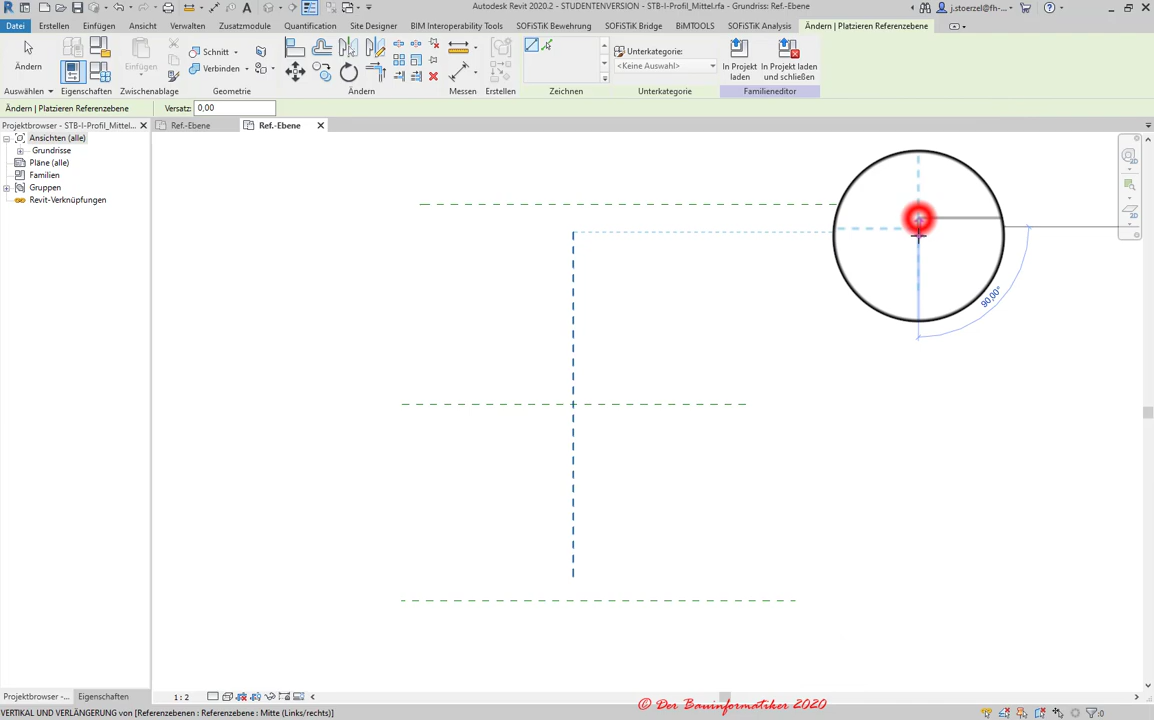 Autodesk Revit 2020.2 - STUDENTENVERSION - STB-I-Profil_Mittel.rfa - Grundriss: Ref.-Ebene
j.stoerzel@fh-...
Datei Erstellen Einfügen Ansicht Verwalten Zusatzmodule Quantification Site Designer BIM Interoperability Tools SOFiSTiK Bewehrung SOFiSTiK Bridge BiMTOOLS SOFiSTiK Analysis Ändern | Platzieren Referenzebene
Ändern
Einfügen
Schnitt
Verbinden
Unterkategorie:
<Keine Auswahl>
In Projekt laden
In Projekt laden und schließen
Auswählen Eigenschaften Zwischenablage Geometrie Ändern Messen Erstellen Zeichnen Unterkategorie Familieneditor
Ändern | Platzieren Referenzebene Versatz: 0,00
Projektbrowser - STB-I-Profil_Mittel...
Ref.-Ebene
Ref.-Ebene
Ansichten (alle)
Grundrisse
Pläne (alle)
Familien
Gruppen
Revit-Verknüpfungen
2D
2D
90,00°
Projektbrowser -... Eigenschaften
1 : 2
© Der Bauinformatiker 2020
VERTIKAL UND VERLÄNGERUNG von [Referenzebenen : Referenzebene : Mitte (Links/rechts)]
:0